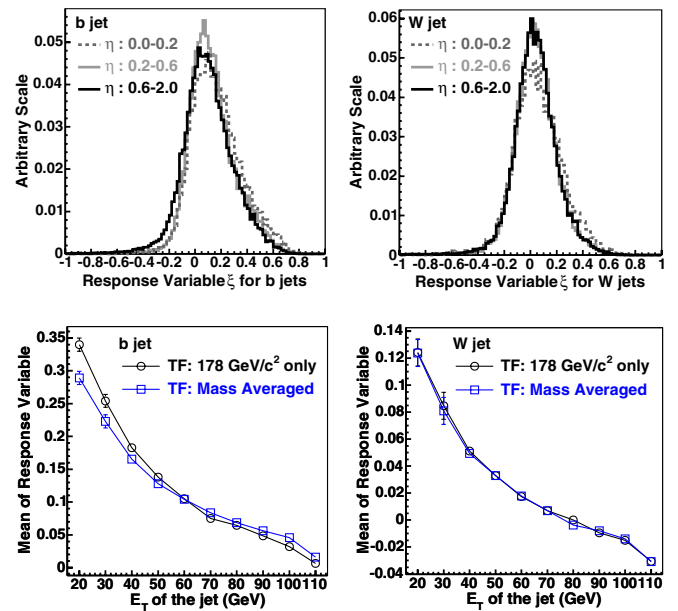 b jet
η : 0.0-0.2
η : 0.2-0.6
η : 0.6-2.0
Arbitrary Scale
0.05
0.04
0.03
0.02
0.01
0
-1 -0.8 -0.6 -0.4 -0.2 0 0.2 0.4 0.6 0.8 1
Response Variable ξ for b jets
W jet
η : 0.0-0.2
η : 0.2-0.6
η : 0.6-2.0
Arbitrary Scale
0.06
0.05
0.04
0.03
0.02
0.01
0
-1 -0.8 -0.6 -0.4 -0.2 0 0.2 0.4 0.6 0.8 1
Response Variable ξ for W jets
b jet
TF: 178 GeV/c² only
TF: Mass Averaged
Mean of Response Variable
0.35
0.3
0.25
0.2
0.15
0.1
0.05
0
20 30 40 50 60 70 80 90 100 110
E_T of the jet (GeV)
W jet
TF: 178 GeV/c² only
TF: Mass Averaged
Mean of Response Variable
0.14
0.12
0.1
0.08
0.06
0.04
0.02
0
-0.02
-0.04
20 30 40 50 60 70 80 90 100 110
E_T of the jet (GeV)